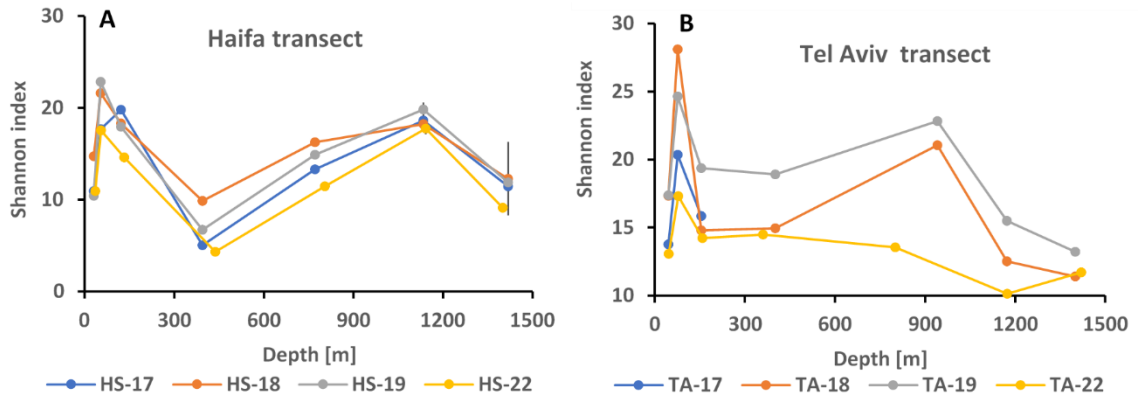 A
Haifa transect
Shannon index
30
20
10
0
0 300 600 900 1200 1500
Depth [m]
HS-17 HS-18 HS-19 HS-22
B
Tel Aviv transect
Shannon index
30
25
20
15
10
0 300 600 900 1200 1500
Depth [m]
TA-17 TA-18 TA-19 TA-22